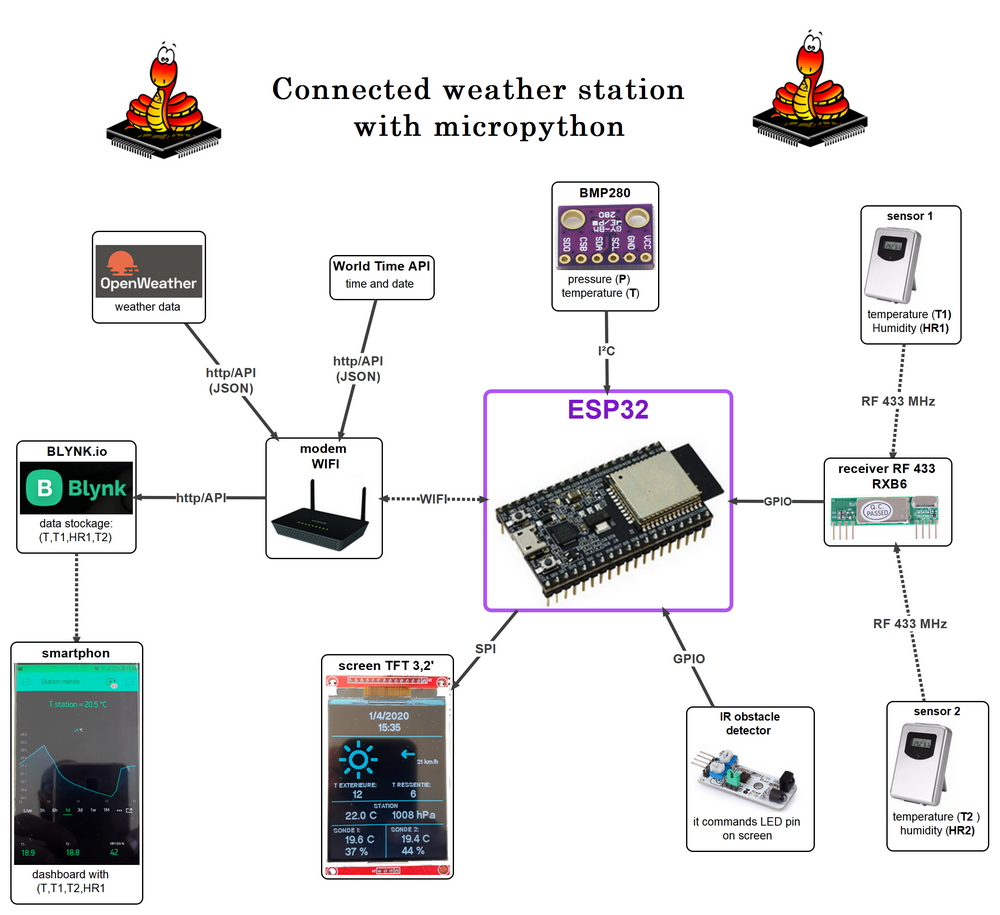 Connected weather station
with micropython
BMP280
280
SDO
CSB
SDA
SCL
GND
VCC
pressure (P)
temperature (T)
sensor 1
temperature (T1)
Humidity (HR1)
OpenWeather
weather data
World Time API
time and date
http/API
(JSON)
http/API
(JSON)
I²C
RF 433 MHz
ESP32
BLYNK.io
B Blynk
data stockage:
(T,T1,HR1,T2)
http/API
modem
WIFI
WIFI
GPIO
receiver RF 433
RXB6
Q.C.
PASSED
RF 433 MHz
SPI
GPIO
smartphon
Station météo
T station = 20.5 °C
Live 1h 6h 1d 3d 1w 1M
18.9
18.8
42
dashboard with
(T,T1,T2,HR1
screen TFT 3,2'
1/4/2020
15:35
21 km/h
T EXTERIEURE:
12
T RESSENTIE:
6
STATION
22.0 C 1008 hPa
SONDE 1:
19.6 C
37 %
SONDE 2:
19.4 C
44 %
IR obstacle
detector
it commands LED pin
on screen
sensor 2
temperature (T2 )
humidity (HR2)